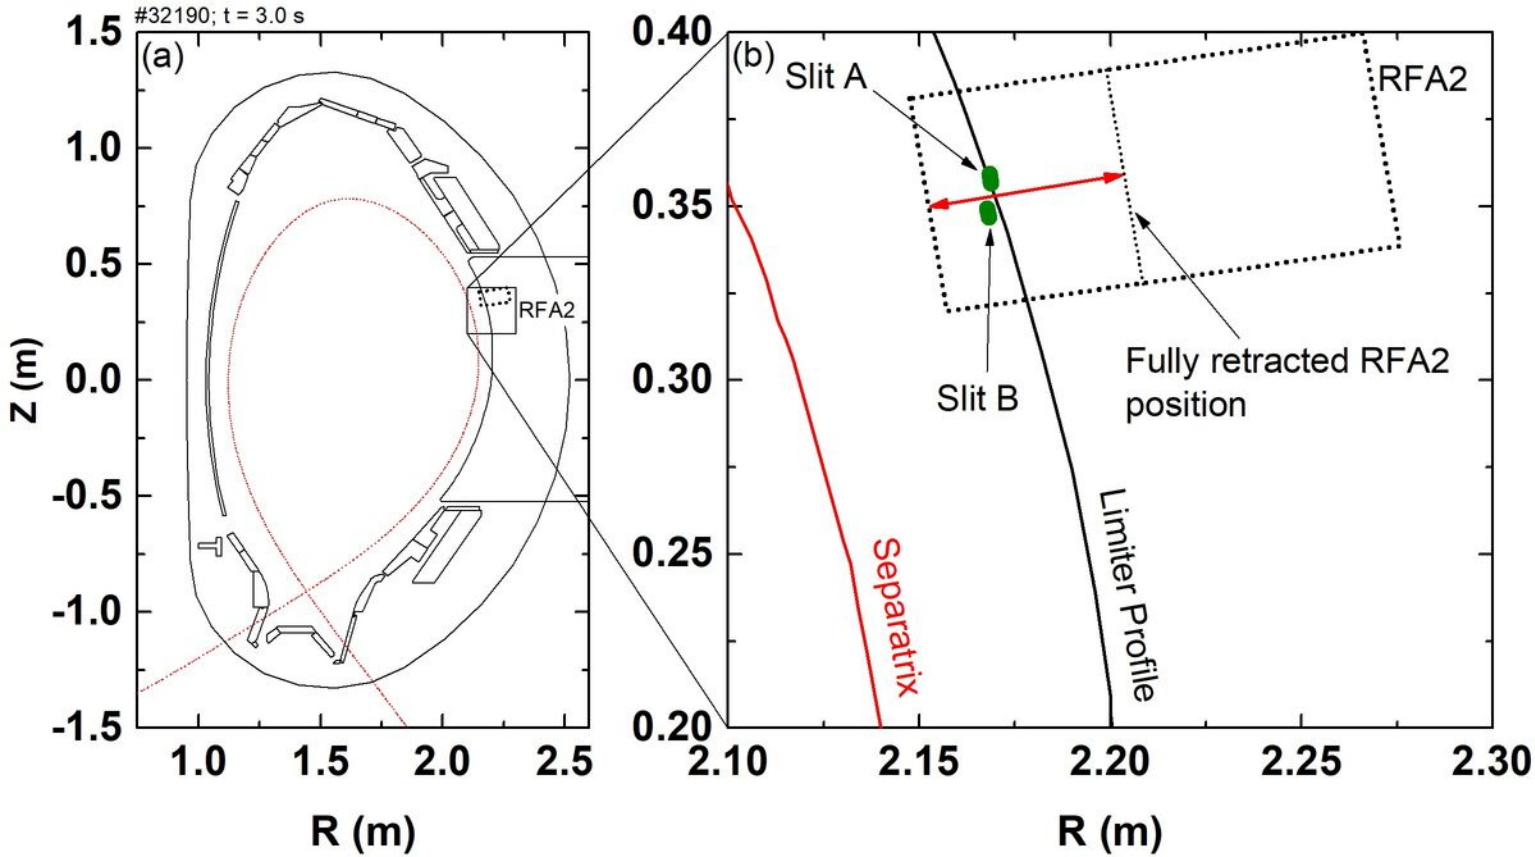 #32190; t = 3.0 s
(a)
1.5
1.0
0.5
0.0
-0.5
-1.0
-1.5
Z (m)
1.0 1.5 2.0 2.5
R (m)
RFA2
(b)
0.40
0.35
0.30
0.25
0.20
Slit A
RFA2
Slit B
Fully retracted RFA2
position
Separatrix
Limiter Profile
2.10 2.15 2.20 2.25 2.30
R (m)